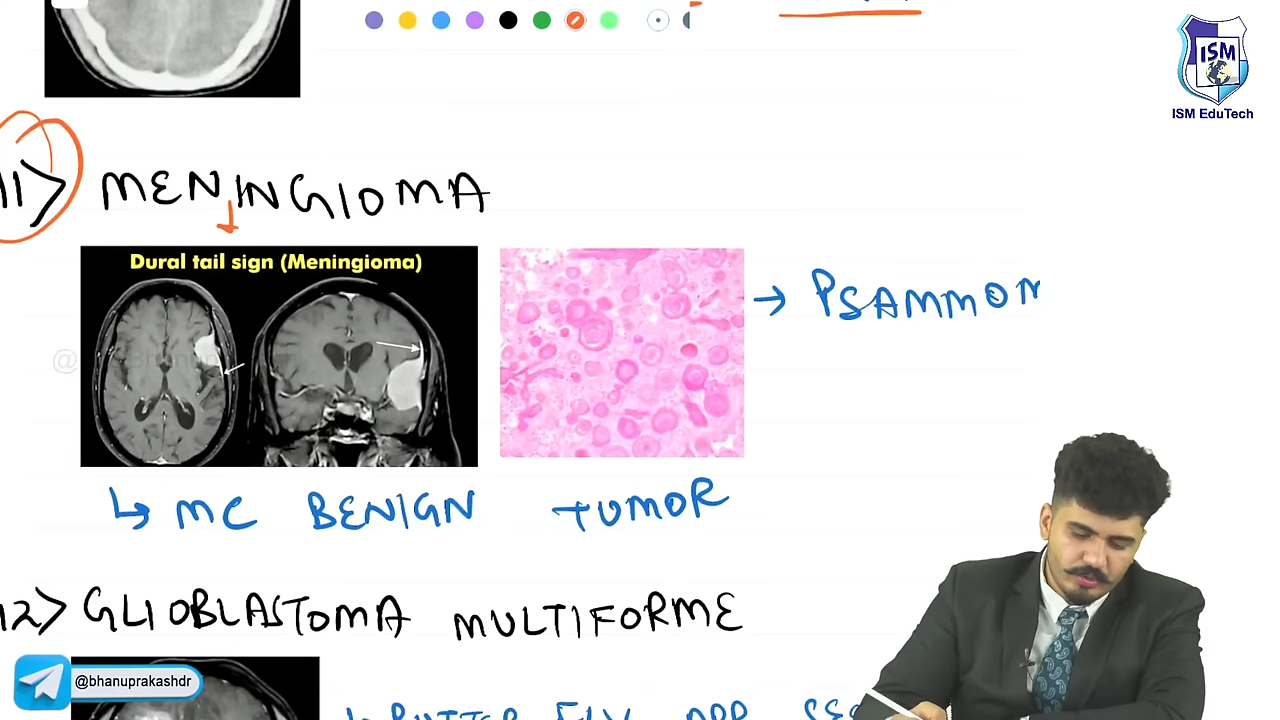 ISM
ISM EduTech
11> MENINGIOMA
Dural tail sign (Meningioma)
→ PSAMMOM
↳ MC BENIGN TUMOR
12> GLIOBLASTOMA MULTIFORME
@bhanuprakashdr